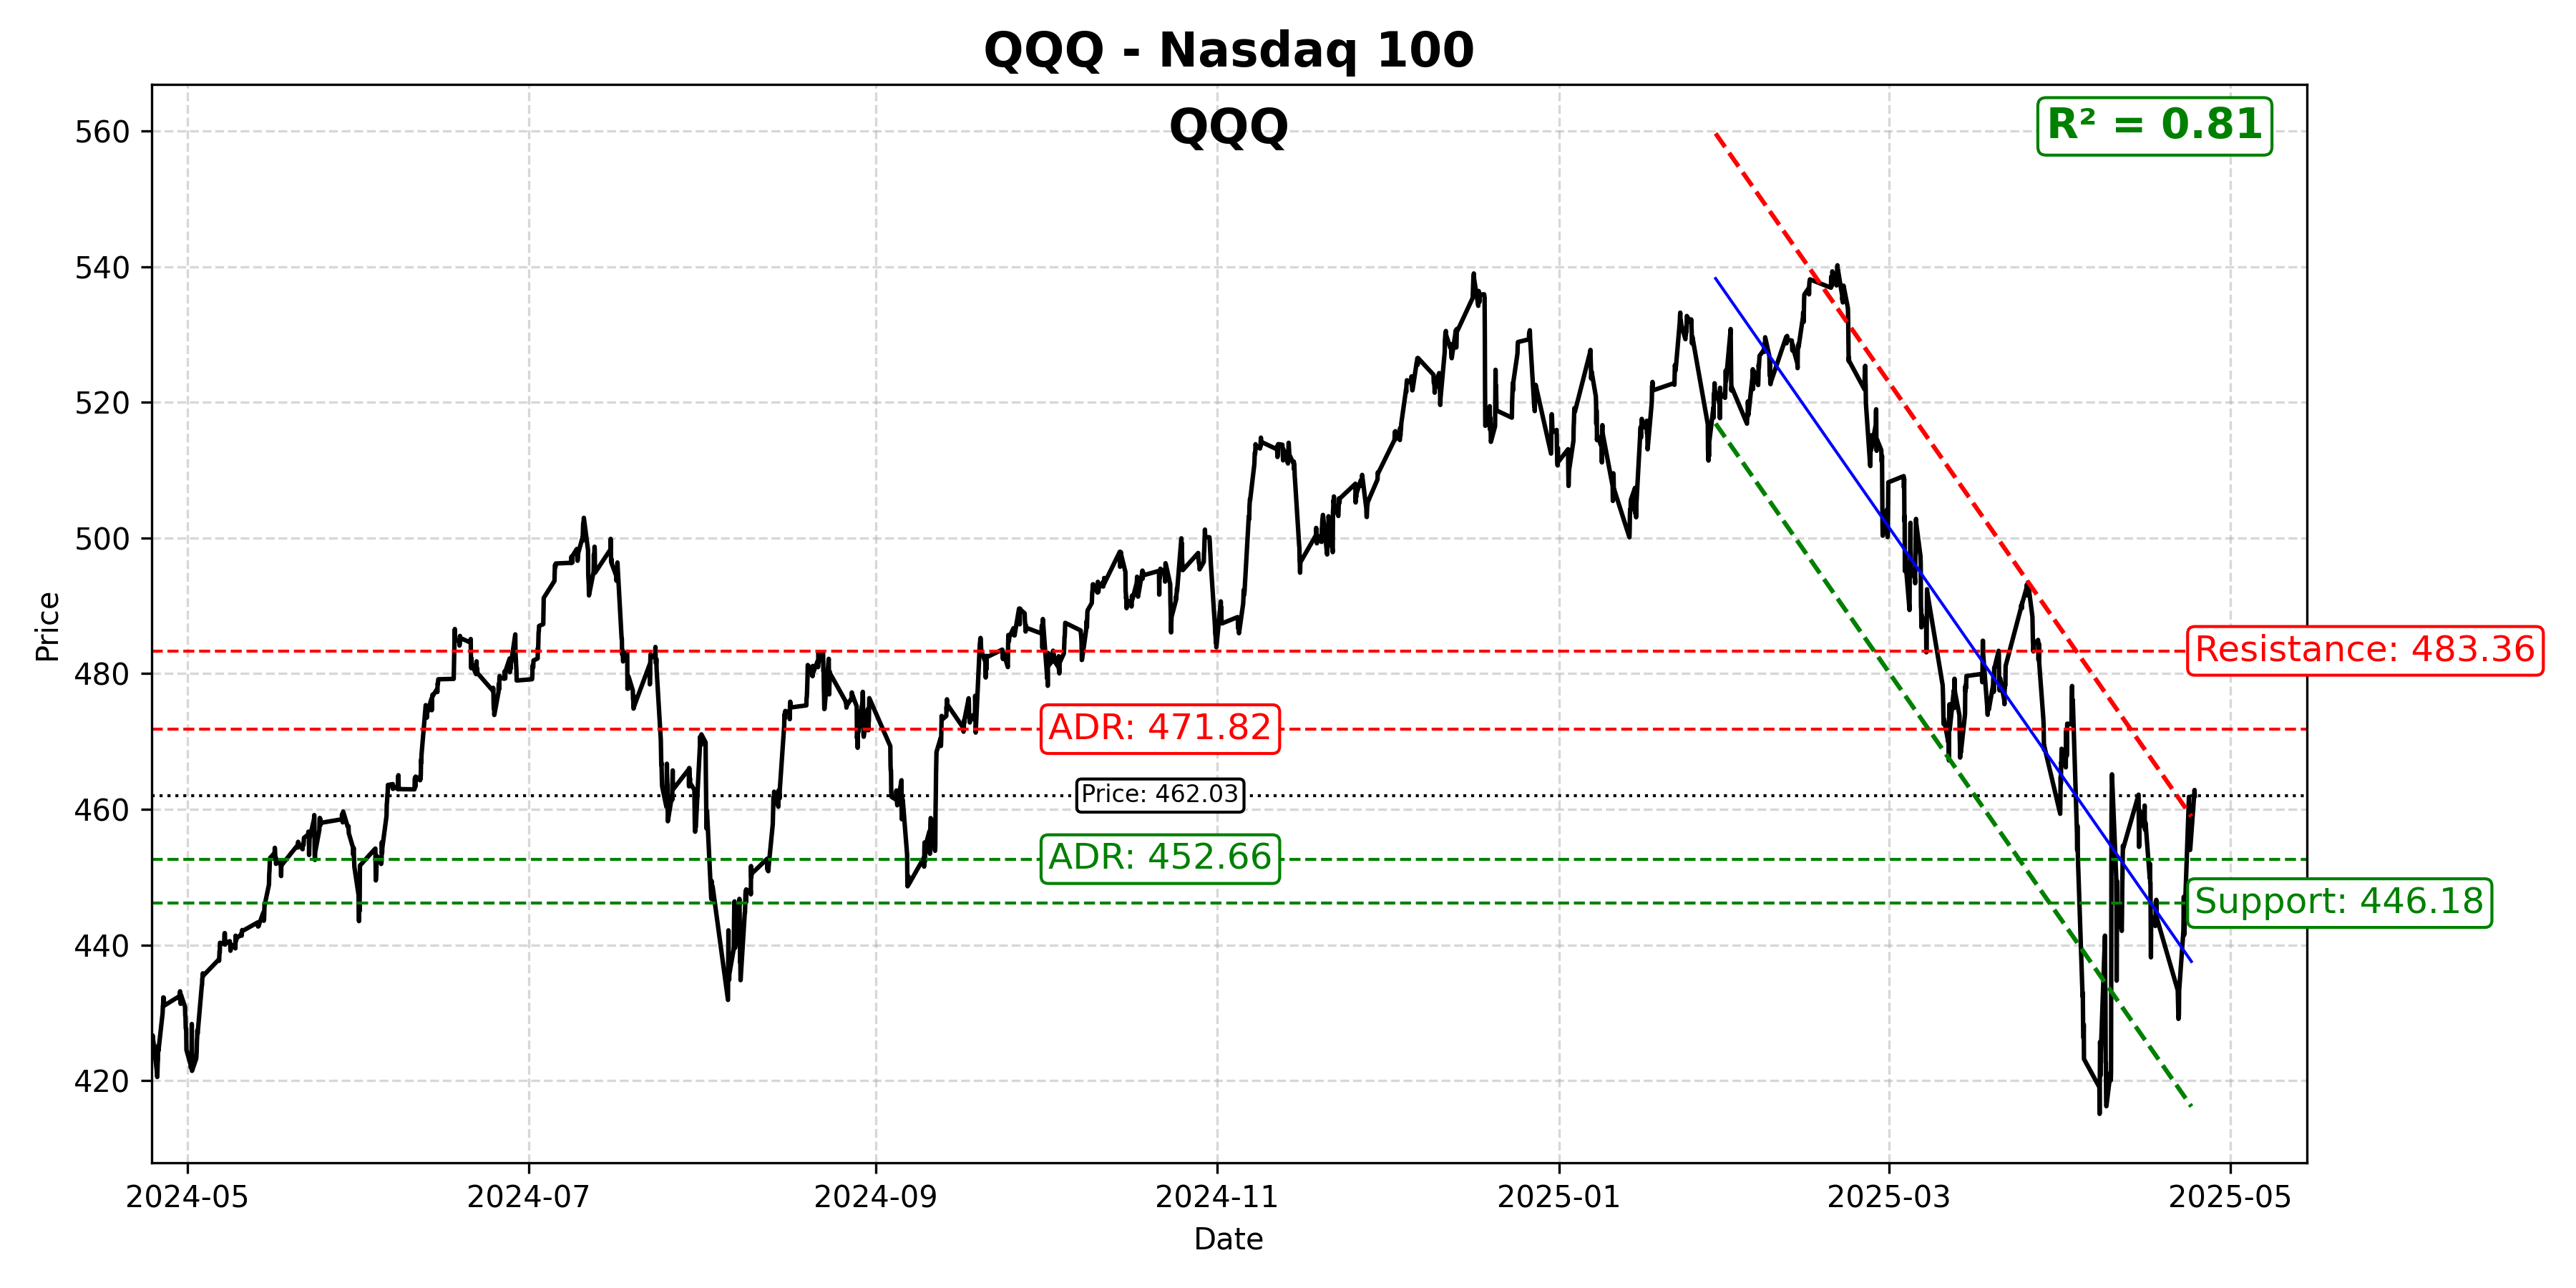 QQQ - Nasdaq 100
QQQ
R² = 0.81
560
540
520
500
480
460
440
420
Price
Resistance: 483.36
ADR: 471.82
Price: 462.03
ADR: 452.66
Support: 446.18
2024-05
2024-07
2024-09
2024-11
2025-01
2025-03
2025-05
Date